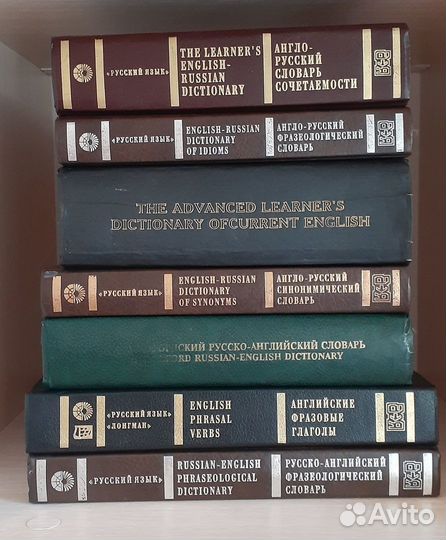 «РУССКИЙ ЯЗЫК»
THE LEARNER'S
ENGLISH-
RUSSIAN
DICTIONARY
АНГЛО-
РУССКИЙ
СЛОВАРЬ
СОЧЕТАЕМОСТИ
«РУССКИЙ ЯЗЫК»
ENGLISH-RUSSIAN
DICTIONARY
OF IDIOMS
АНГЛО-РУССКИЙ
ФРАЗЕОЛОГИЧЕСКИЙ
СЛОВАРЬ
THE ADVANCED LEARNER'S
DICTIONARY OFCURRENT ENGLISH
«РУССКИЙ ЯЗЫК»
ENGLISH-RUSSIAN
DICTIONARY
OF SYNONYMS
АНГЛО-РУССКИЙ
СИНОНИМИЧЕСКИЙ
СЛОВАРЬ
РУССКО-АНГЛИЙСКИЙ СЛОВАРЬ
RUSSIAN-ENGLISH DICTIONARY
«РУССКИЙ ЯЗЫК»
«ЛОНГМАН»
ENGLISH
PHRASAL
VERBS
АНГЛИЙСКИЕ
ФРАЗОВЫЕ
ГЛАГОЛЫ
«РУССКИЙ ЯЗЫК»
RUSSIAN-ENGLISH
PHRASEOLOGICAL
DICTIONARY
РУССКО-АНГЛИЙСКИЙ
ФРАЗЕОЛОГИЧЕСКИЙ
СЛОВАРЬ
Avito